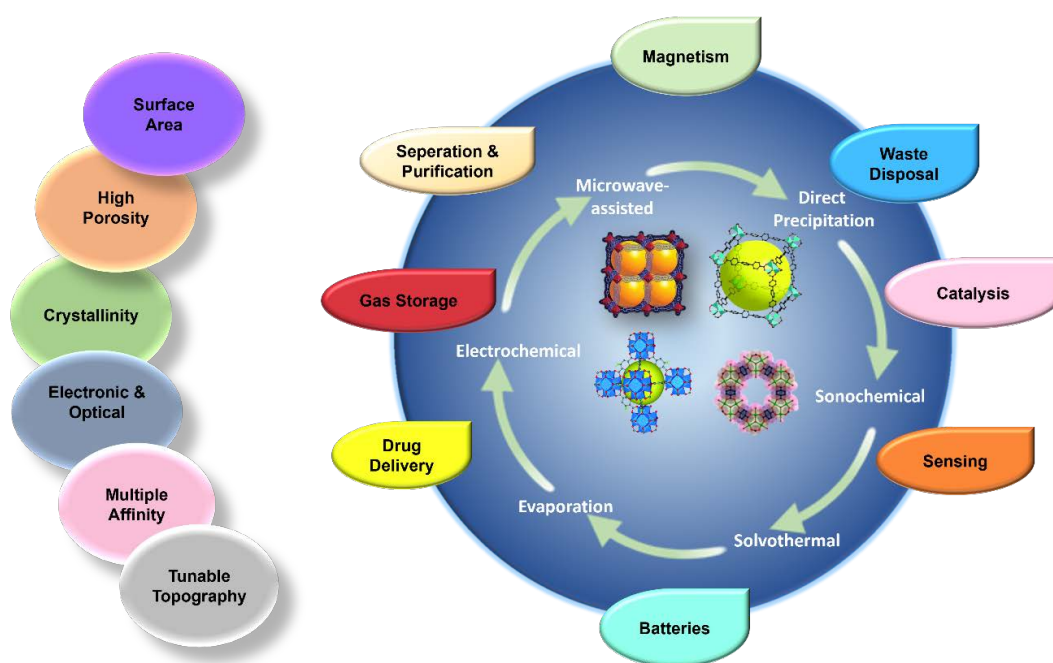 Surface
Area
High
Porosity
Crystallinity
Electronic &
Optical
Multiple
Affinity
Tunable
Topography
Magnetism
Seperation &
Purification
Waste
Disposal
Gas Storage
Catalysis
Drug
Delivery
Sensing
Batteries
Microwave-
assisted
Direct
Precipitation
Sonochemical
Solvothermal
Evaporation
Electrochemical